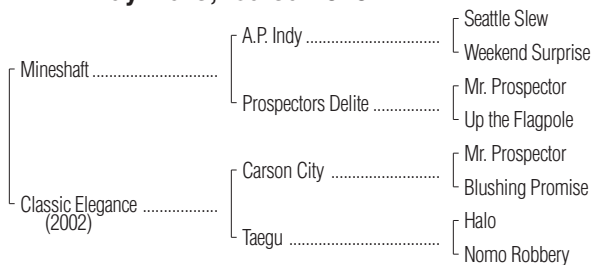 Seattle Slew
A.P. Indy
Weekend Surprise
Mineshaft
Mr. Prospector
Prospectors Delite
Up the Flagpole
Mr. Prospector
Carson City
Blushing Promise
Classic Elegance
(2002)
Halo
Taegu
Nomo Robbery